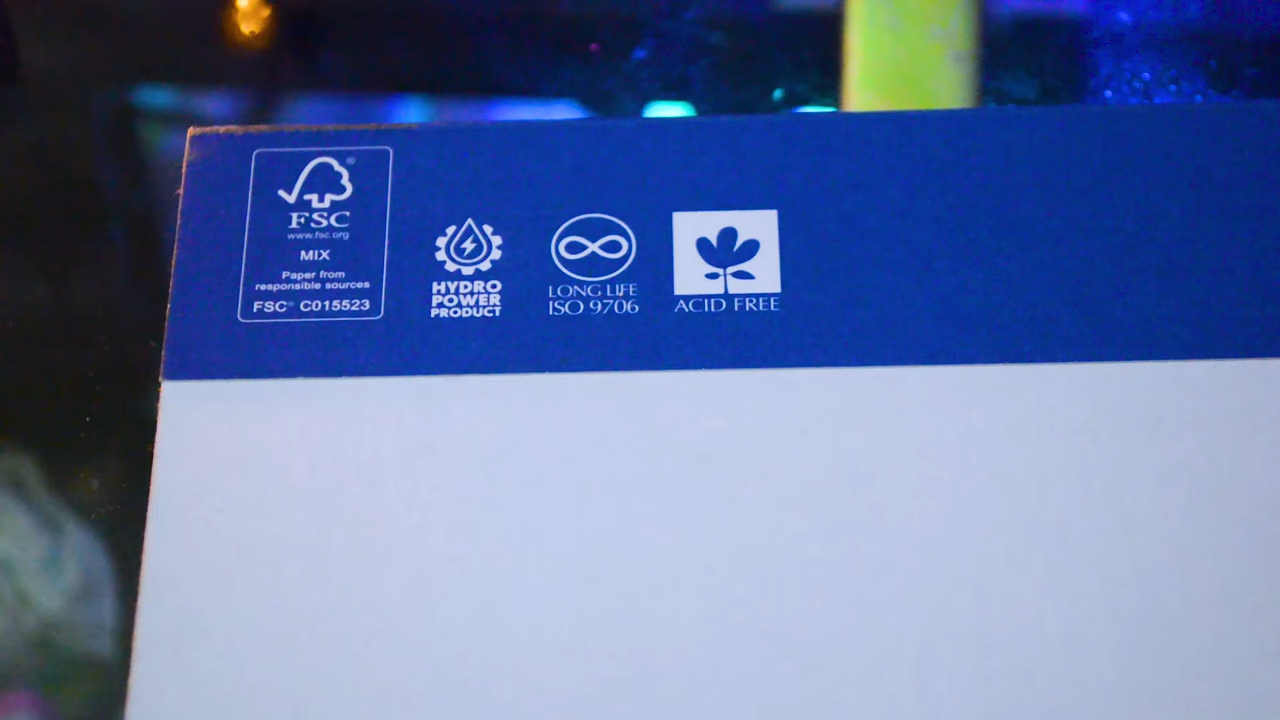 FSC®
www.fsc.org
MIX
Paper from
responsible sources
FSC® C015523
HYDRO
POWER
PRODUCT
LONG LIFE
ISO 9706
ACID FREE